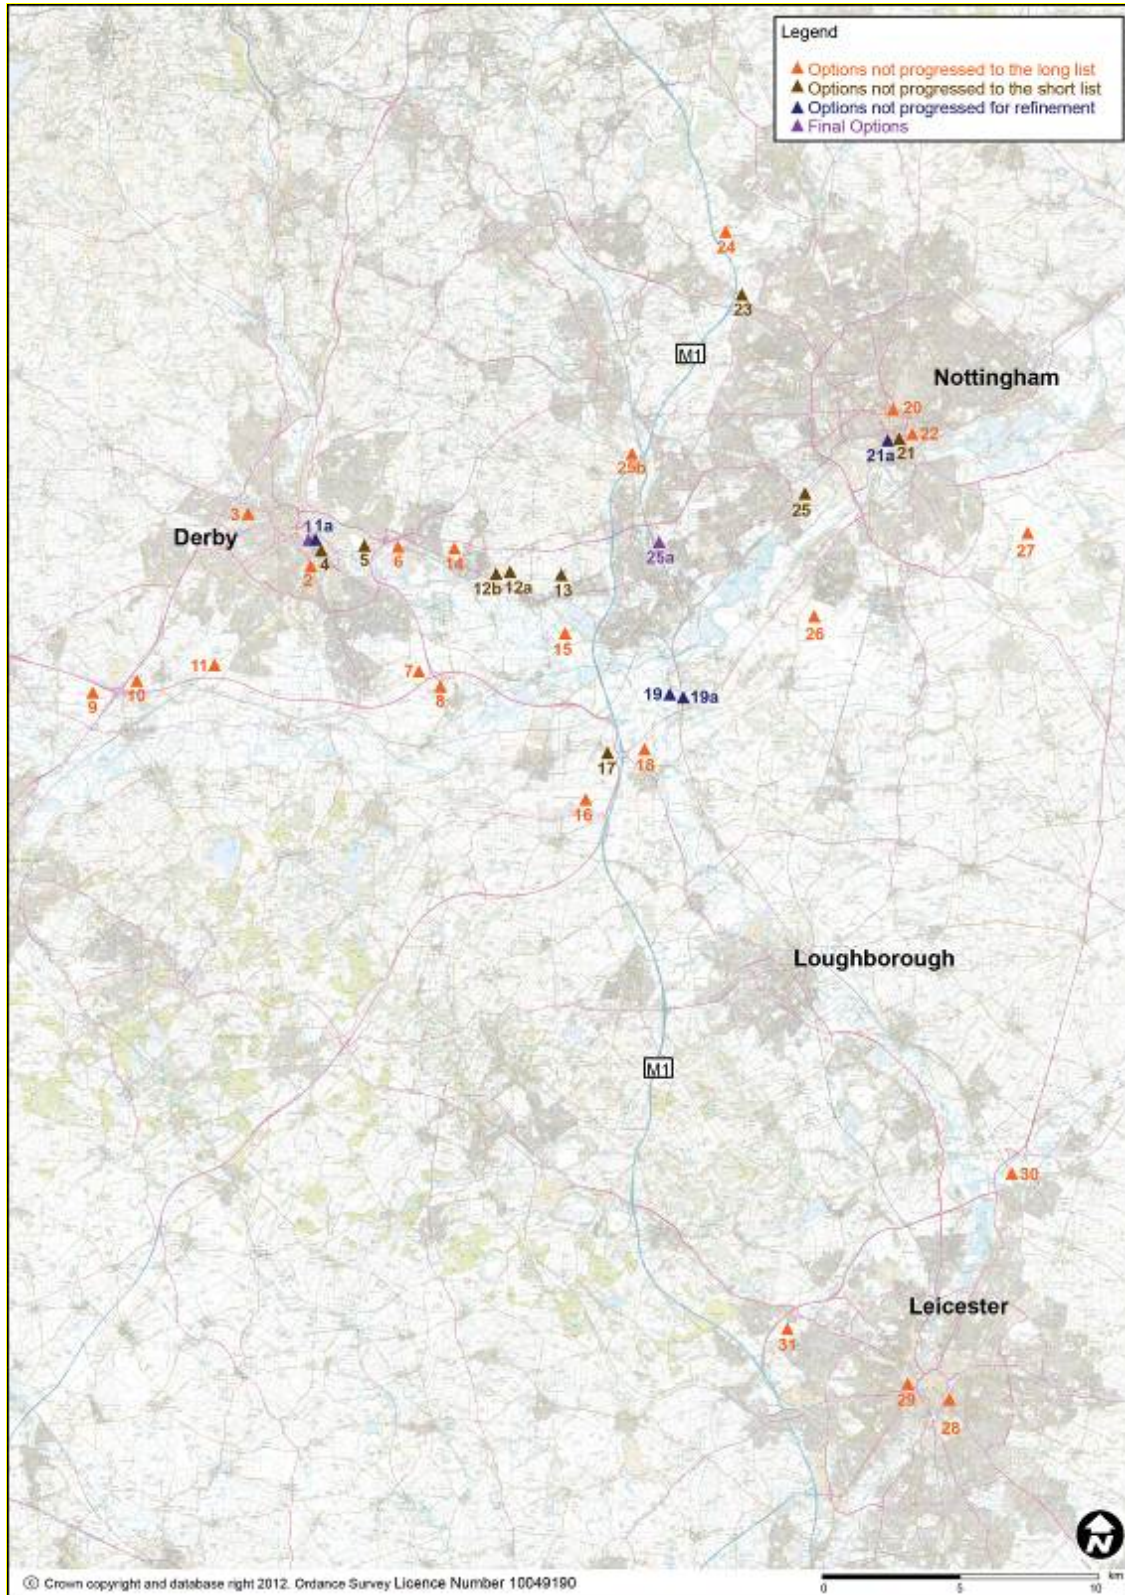 Legend
Options not progressed to the long list
Options not progressed to the short list
Options not progressed for refinement
Final Options
24
23
M1
Nottingham
20
22
21a 21
25b
25
3
Derby
1 1a
4
5
6
14
2
12b 12a
13
25a
27
26
15
11
7
8
10
9
19
19a
17
18
16
Loughborough
M1
30
Leicester
31
29
28
N
© Crown copyright and database right 2012. Ordance Survey Licence Number 10049190
0 5 10 km